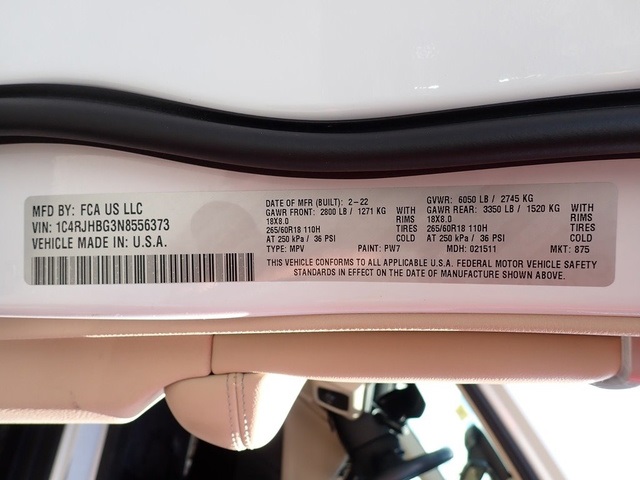 MFD BY: FCA US LLC
VIN: 1C4RJHBG3N8556373
VEHICLE MADE IN: U.S.A.
DATE OF MFR (BUILT): 2-22
GAWR FRONT: 2800 LB / 1271 KG WITH
18X8.0 RIMS
265/60R18 110H TIRES
AT 250 kPa / 36 PSI
TYPE: MPV PAINT: PW7
GVWR: 6050 LB / 2745 KG
GAWR REAR: 3350 LB / 1520 KG WITH
18X8.0 RIMS
265/60R18 110H TIRES
AT 250 kPa / 36 PSI
MDH: 021511 MKT: 875
THIS VEHICLE CONFORMS TO ALL APPLICABLE U.S.A. FEDERAL MOTOR VEHICLE SAFETY
STANDARDS IN EFFECT ON THE DATE OF MANUFACTURE SHOWN ABOVE.